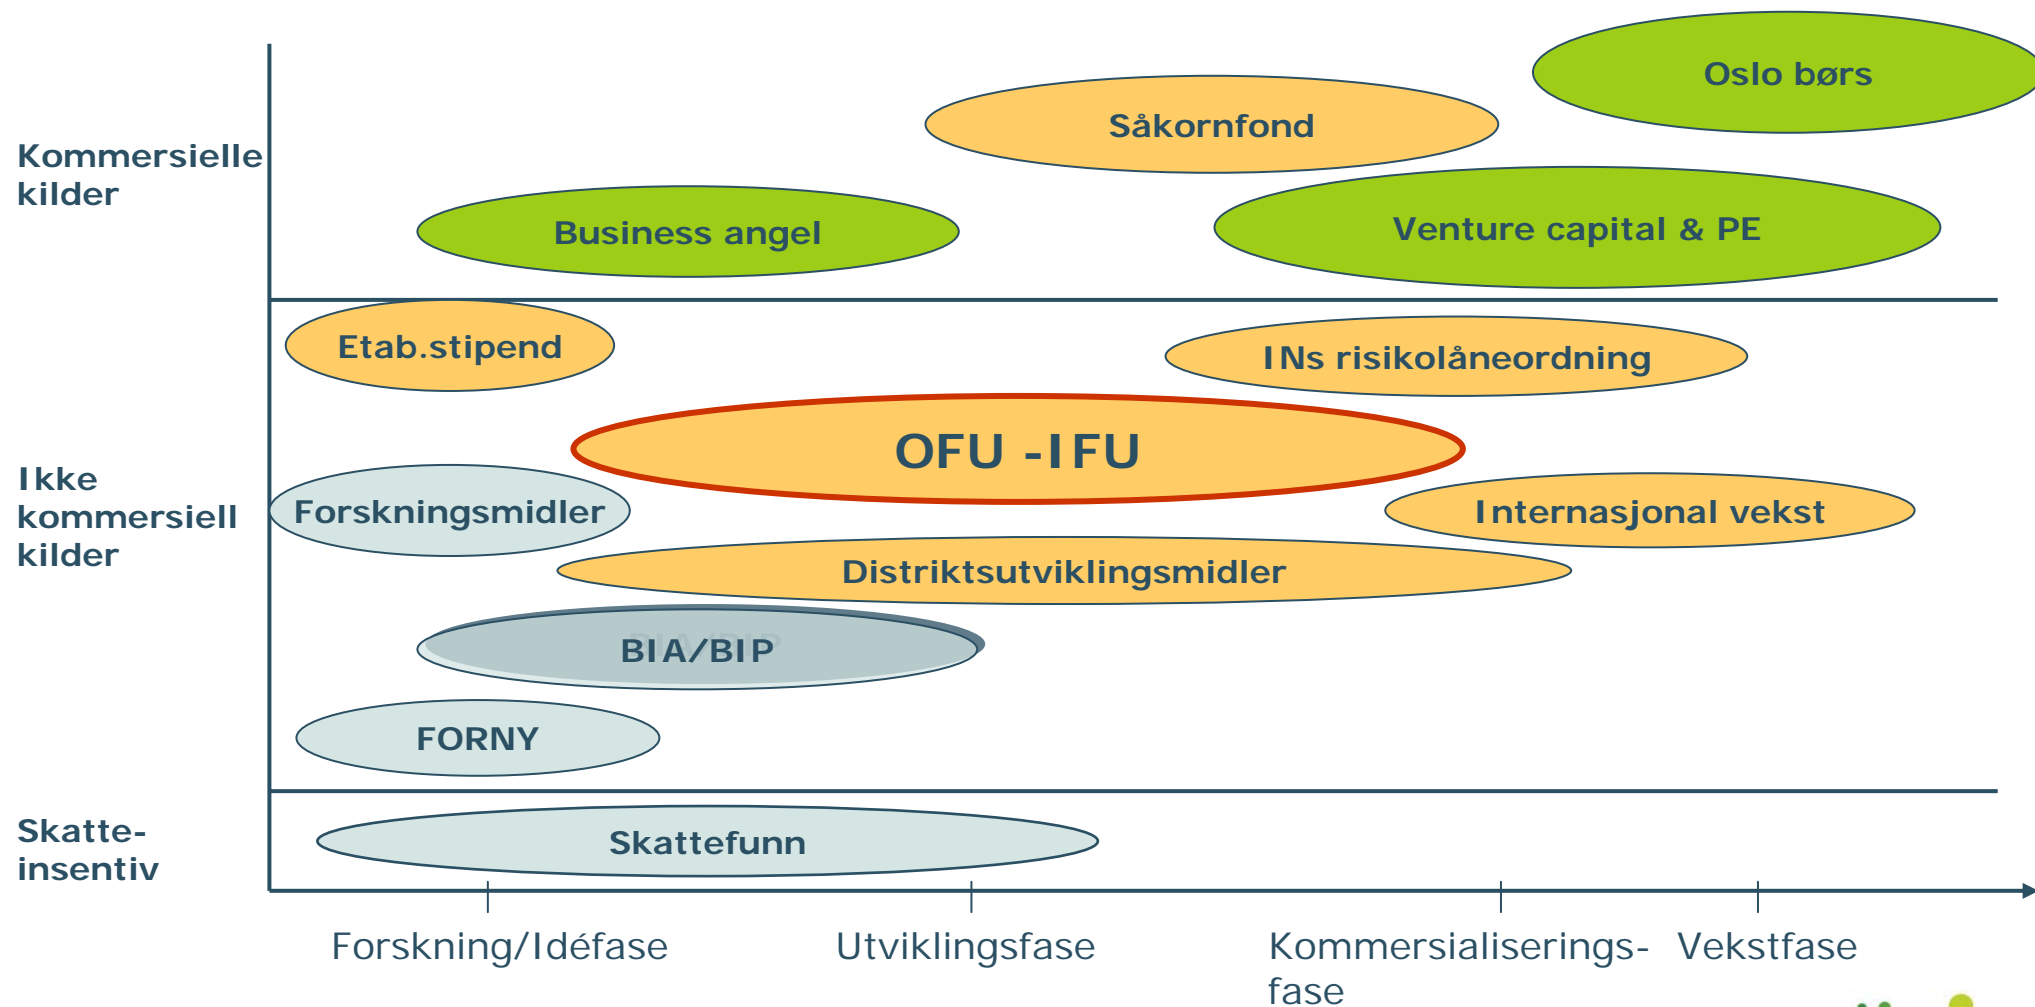 Oslo børs
Såkornfond
Kommersielle
kilder
Business angel
Venture capital & PE
Etab.stipend
INs risikolåneordning
OFU -IFU
Ikke
kommersiell
kilder
Forskningsmidler
Internasjonal vekst
Distriktsutviklingsmidler
BIA/BIP
FORNY
Skatte-
insentiv
Skattefunn
Forskning/Idéfase
Utviklingsfase
Kommersialiserings-
fase
Vekstfase